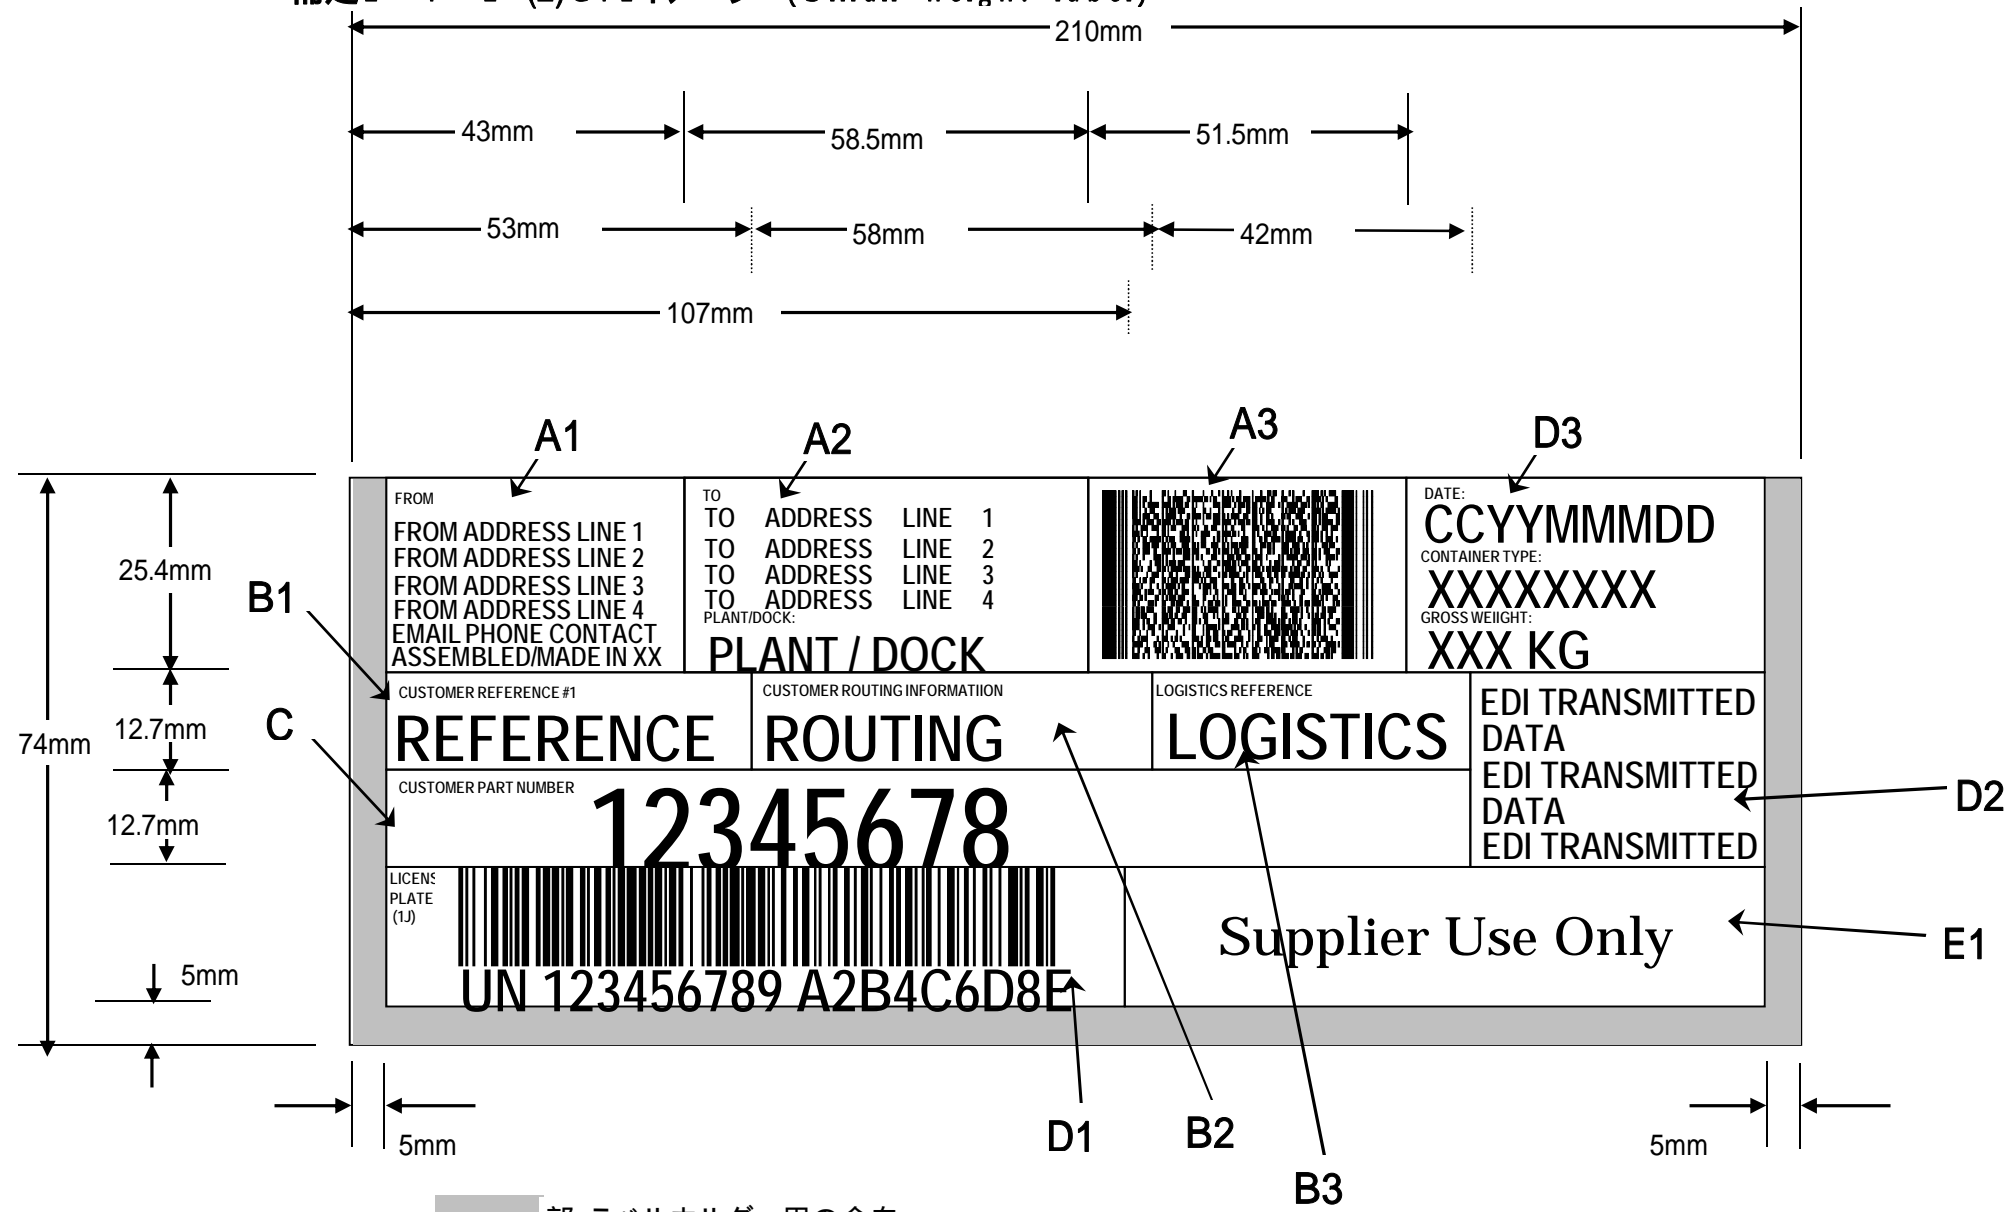 210mm
43mm
58.5mm
51.5mm
53mm
58mm
42mm
107mm
A1
A2
A3
D3
74mm
25.4mm
12.7mm
12.7mm
5mm
B1
C
FROM
FROM ADDRESS LINE 1
FROM ADDRESS LINE 2
FROM ADDRESS LINE 3
FROM ADDRESS LINE 4
EMAIL PHONE CONTACT
ASSEMBLED/MADE IN XX
TO
TO ADDRESS LINE 1
TO ADDRESS LINE 2
TO ADDRESS LINE 3
TO ADDRESS LINE 4
PLANT/DOCK:
PLANT / DOCK
DATE:
CCYYMMMDD
CONTAINER TYPE:
XXXXXXXX
GROSS WEIIGHT:
XXX KG
CUSTOMER REFERENCE #1
REFERENCE
CUSTOMER ROUTING INFORMATIION
ROUTING
LOGISTICS REFERENCE
LOGISTICS
EDI TRANSMITTED
DATA
EDI TRANSMITTED
DATA
EDI TRANSMITTED
D2
CUSTOMER PART NUMBER
12345678
LICENS
PLATE
(1J)
UN 123456789 A2B4C6D8E
Supplier Use Only
E1
5mm
D1
B2
B3
5mm